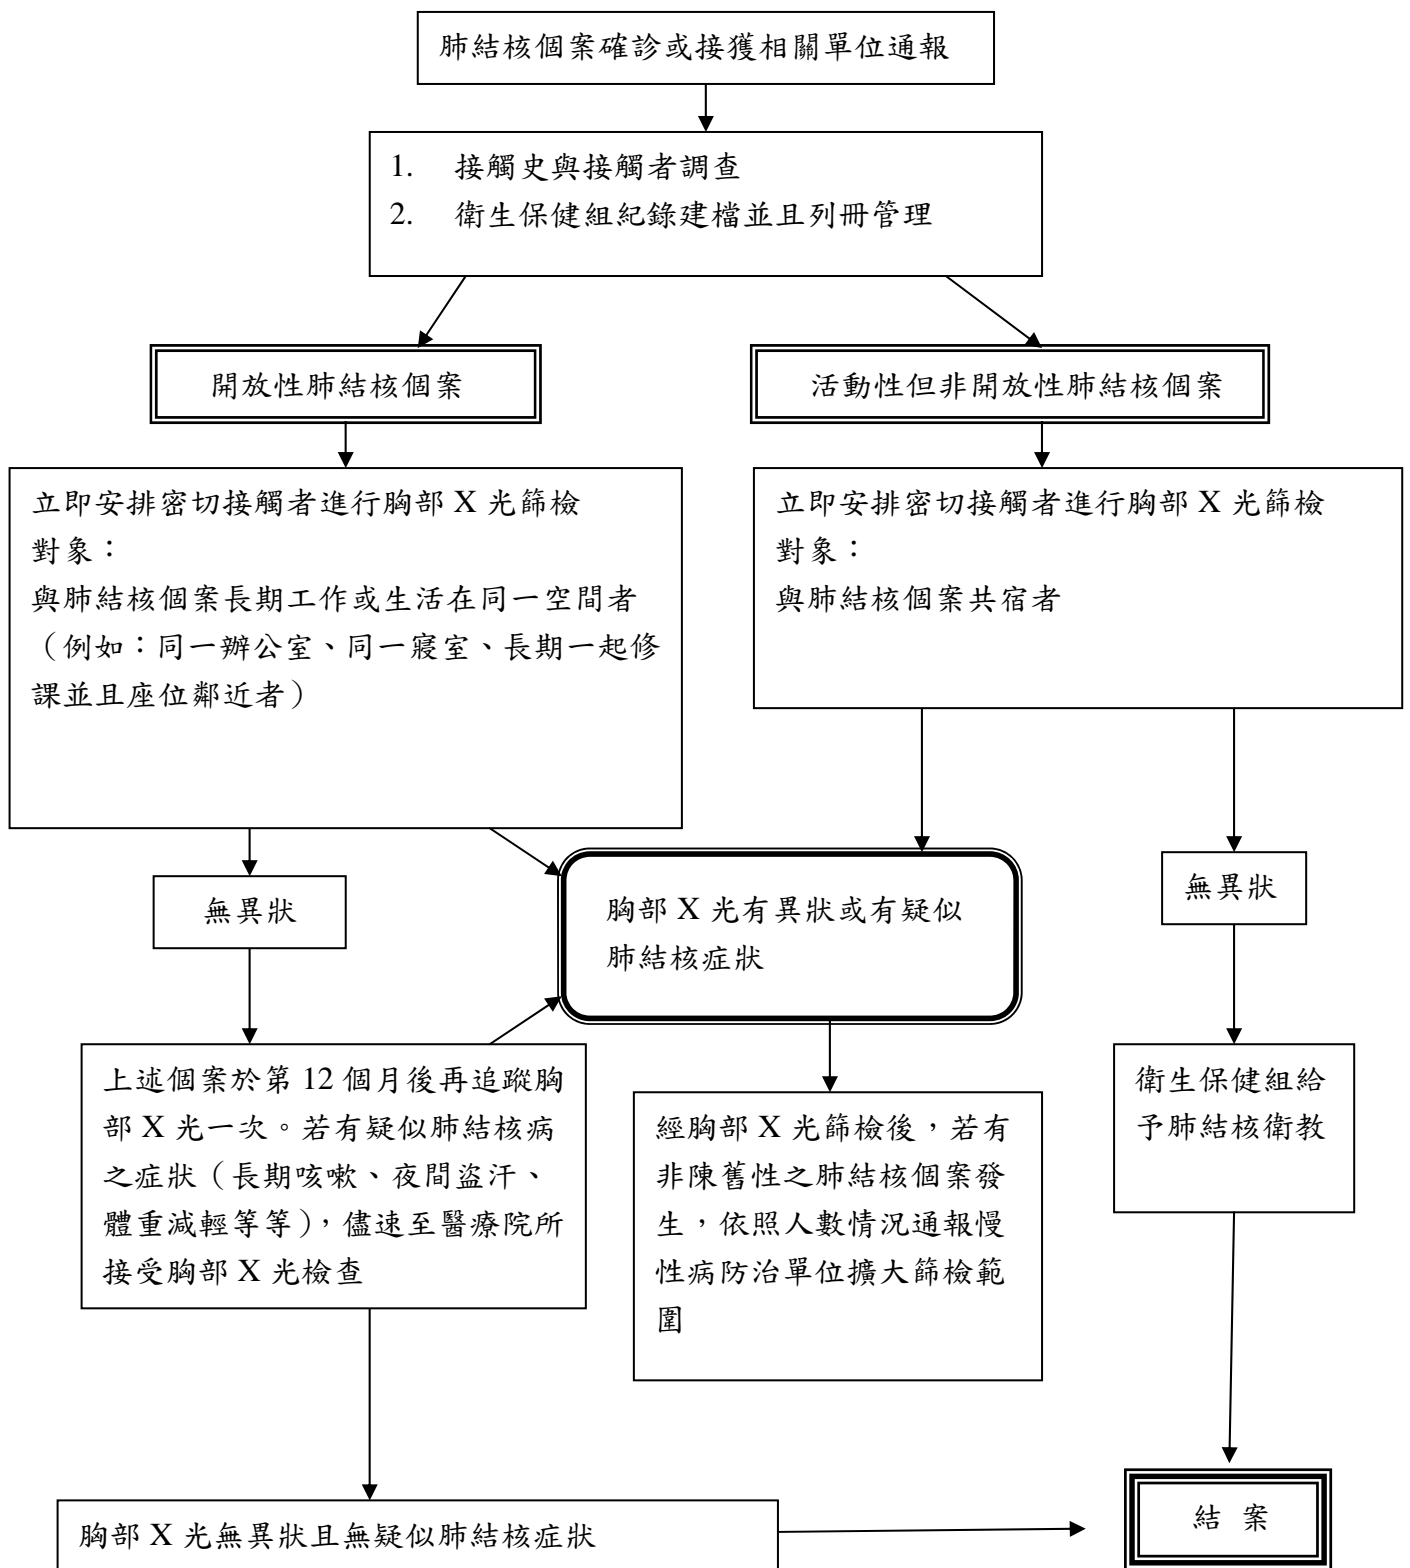 肺結核個案確診或接獲相關單位通報
1. 接觸史與接觸者調查
2. 衛生保健組紀錄建檔並且列冊管理
開放性肺結核個案
活動性但非開放性肺結核個案
立即安排密切接觸者進行胸部 X 光篩檢
對象：
與肺結核個案長期工作或生活在同一空間者
（例如：同一辦公室、同一寢室、長期一起修
課並且座位鄰近者）
立即安排密切接觸者進行胸部 X 光篩檢
對象：
與肺結核個案共宿者
無異狀
胸部 X 光有異狀或有疑似
肺結核症狀
無異狀
上述個案於第 12 個月後再追蹤胸
部 X 光一次。若有疑似肺結核病
之症狀（長期咳嗽、夜間盜汗、
體重減輕等等），儘速至醫療院所
接受胸部 X 光檢查
經胸部 X 光篩檢後，若有
非陳舊性之肺結核個案發
生，依照人數情況通報慢
性病防治單位擴大篩檢範
圍
衛生保健組給
予肺結核衛教
胸部 X 光無異狀且無疑似肺結核症狀
結 案